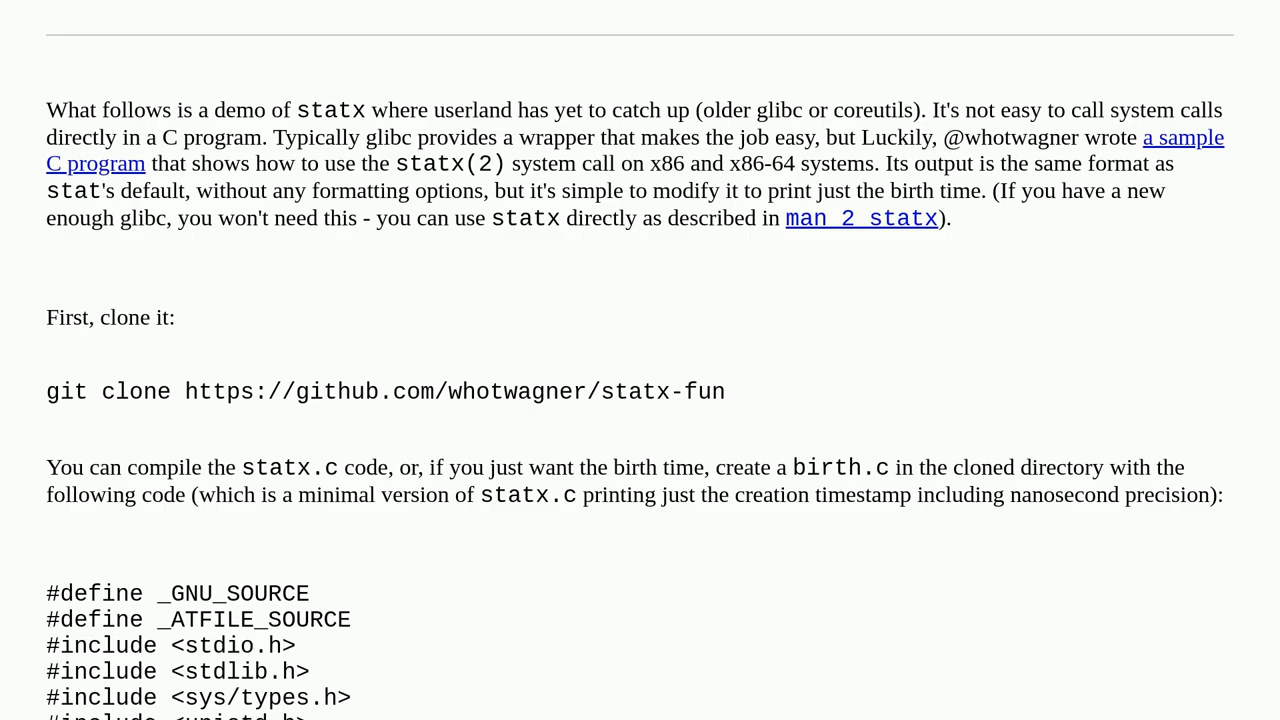 What follows is a demo of statx where userland has yet to catch up (older glibc or coreutils). It's not easy to call system calls
directly in a C program. Typically glibc provides a wrapper that makes the job easy, but Luckily, @whotwagner wrote a sample
C program that shows how to use the statx(2) system call on x86 and x86-64 systems. Its output is the same format as
stat's default, without any formatting options, but it's simple to modify it to print just the birth time. (If you have a new
enough glibc, you won't need this - you can use statx directly as described in man 2 statx).
First, clone it:
git clone https://github.com/whotwagner/statx-fun
You can compile the statx.c code, or, if you just want the birth time, create a birth.c in the cloned directory with the
following code (which is a minimal version of statx.c printing just the creation timestamp including nanosecond precision):
#define _GNU_SOURCE
#define _ATFILE_SOURCE
#include <stdio.h>
#include <stdlib.h>
#include <sys/types.h>
#include <unistd.h>